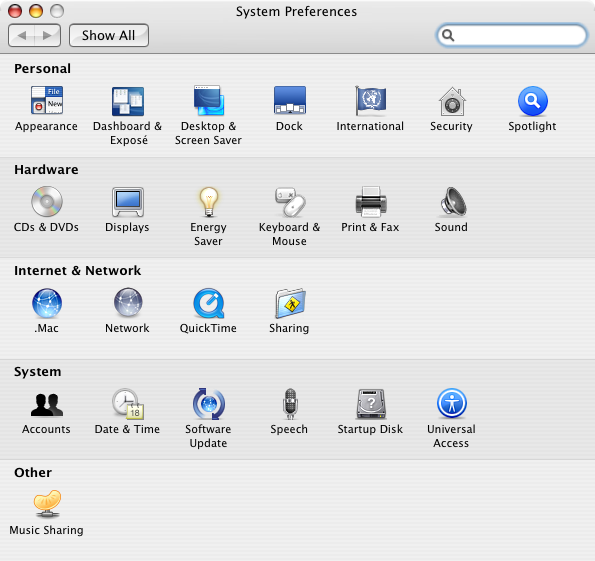 System Preferences
Show All
Personal
File
New
Appearance
Dashboard &
Exposé
Desktop &
Screen Saver
Dock
International
Security
Spotlight
Hardware
CDs & DVDs
Displays
Energy
Saver
Keyboard &
Mouse
Print & Fax
Sound
Internet & Network
.Mac
Network
QuickTime
Sharing
System
18
?
Accounts
Date & Time
Software
Update
Speech
Startup Disk
Universal
Access
Other
Music Sharing